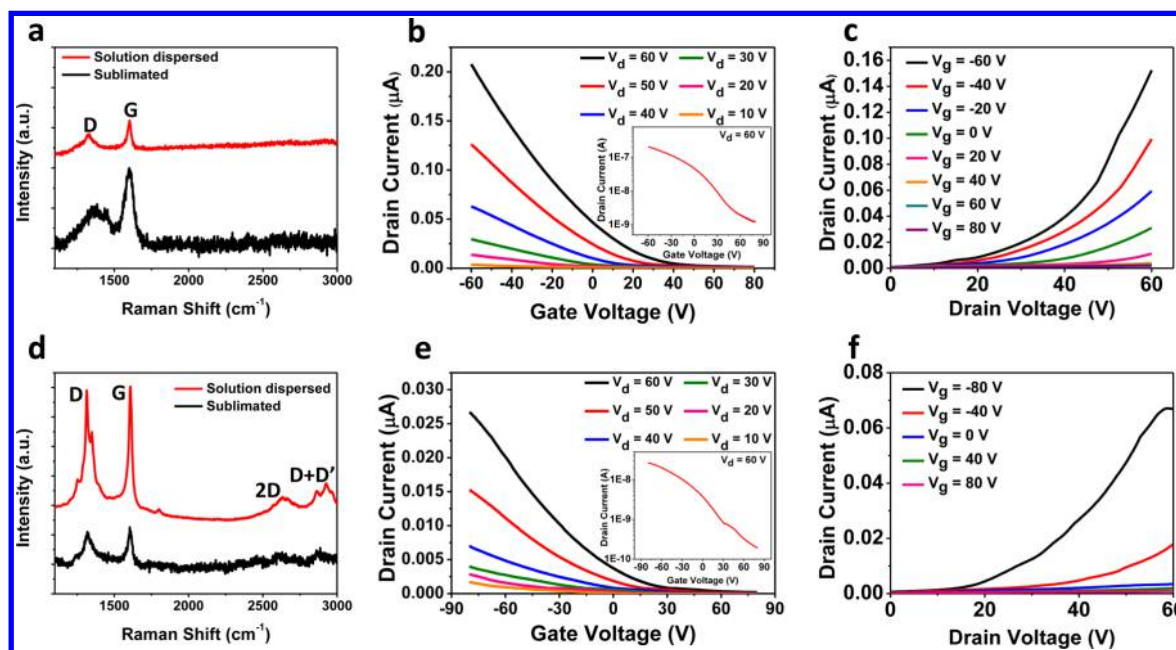 a
Solution dispersed
Sublimated
D
G
Intensity (a.u.)
1500 2000 2500 3000
Raman Shift (cm-1)
b
Vd = 60 V Vd = 30 V
Vd = 50 V Vd = 20 V
Vd = 40 V Vd = 10 V
0.20
0.15
0.10
0.05
0.00
Drain Current (μA)
-60 -40 -20 0 20 40 60 80
Gate Voltage (V)
Vd = 60 V
1E-7
1E-8
1E-9
Drain Current (A)
-90 -60 -30 0 30 60 90
Gate Voltage (V)
c
Vg = -60 V
Vg = -40 V
Vg = -20 V
Vg = 0 V
Vg = 20 V
Vg = 40 V
Vg = 60 V
Vg = 80 V
0.16
0.14
0.12
0.10
0.08
0.06
0.04
0.02
0.00
Drain Current (μA)
0 20 40 60
Drain Voltage (V)
d
Solution dispersed
Sublimated
D
G
2D
D+D'
Intensity (a.u.)
1500 2000 2500 3000
Raman Shift (cm-1)
e
Vd = 60 V Vd = 30 V
Vd = 50 V Vd = 20 V
Vd = 40 V Vd = 10 V
0.030
0.025
0.020
0.015
0.010
0.005
0.000
Drain Current (μA)
-90 -60 -30 0 30 60 90
Gate Voltage (V)
Vd = 60 V
1E-8
1E-9
1E-10
Drain Current (A)
-90 -60 -30 0 30 60 90
Gate Voltage (V)
f
Vg = -80 V
Vg = -40 V
Vg = 0 V
Vg = 40 V
Vg = 80 V
0.08
0.06
0.04
0.02
0.00
Drain Current (μA)
20 40 60
Drain Voltage (V)